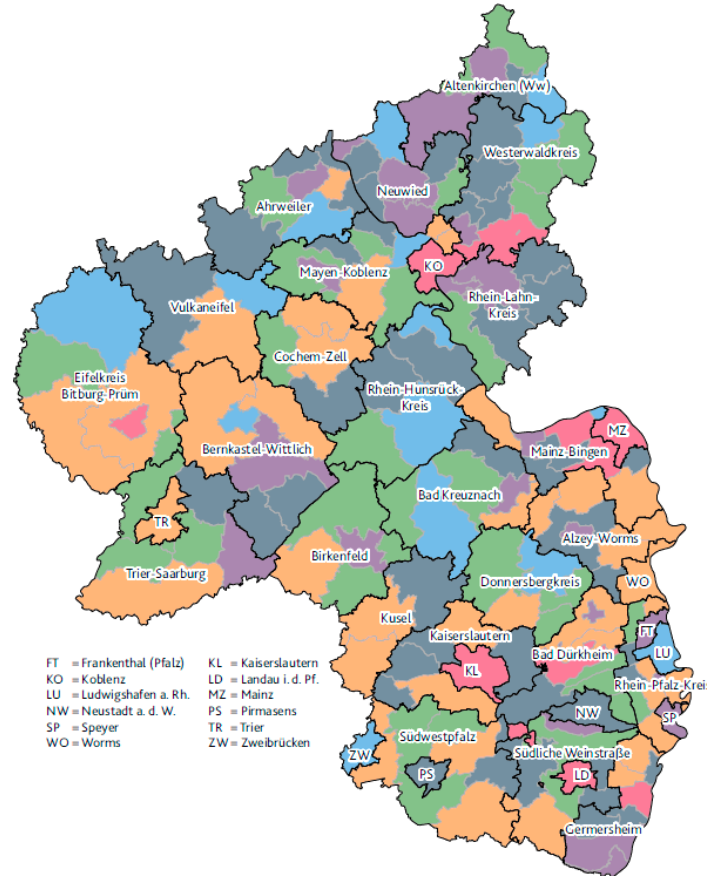 Altenkirchen (Ww)
Westerwaldkreis
Neuwied
Ahrweiler
KO
Mayen-Koblenz
Rhein-Lahn-
Kreis
Vulkaneifel
Cochem-Zell
Eifelkreis
Bitburg-Prüm
Rhein-Hunsrück-
Kreis
MZ
Mainz-Bingen
Bernkastel-Wittlich
Bad Kreuznach
TR
Alzey-Worms
Birkenfeld
Trier-Saarburg
Donnersbergkreis
WO
Kusel
Kaiserslautern
FT
LU
Bad Dürkheim
KL
Rhein-Pfalz-Kreis
NW
SP
Südwestpfalz
ZW
Südliche Weinstraße
PS
LD
Germersheim
FT = Frankenthal (Pfalz)
KO = Koblenz
LU = Ludwigshafen a. Rh.
NW = Neustadt a. d. W.
SP = Speyer
WO = Worms
KL = Kaiserslautern
LD = Landau i. d. Pf.
MZ = Mainz
PS = Pirmasens
TR = Trier
ZW = Zweibrücken